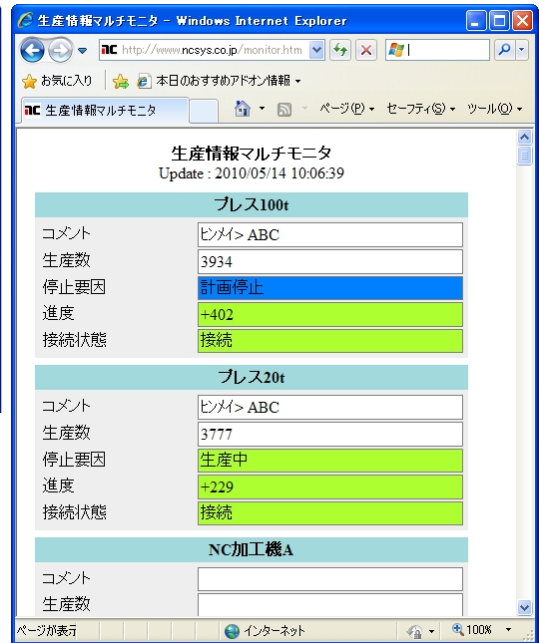 生産情報マルチモニタ - Windows Internet Explorer
http://www.ncsys.co.jp/monitor.htm
お気に入り 本日のおすすめアドオン情報
nc 生産情報マルチモニタ ページ(P) セーフティ(S) ツール(O)
生産情報マルチモニタ
Update : 2010/05/14 10:06:39
プレス100t
コメント ﾋﾝﾒｲ> ABC
生産数 3934
停止要因 計画停止
進度 +402
接続状態 接続
プレス20t
コメント ﾋﾝﾒｲ> ABC
生産数 3777
停止要因 生産中
進度 +229
接続状態 接続
NC加工機A
コメント
生産数
ページが表示 インターネット 100%